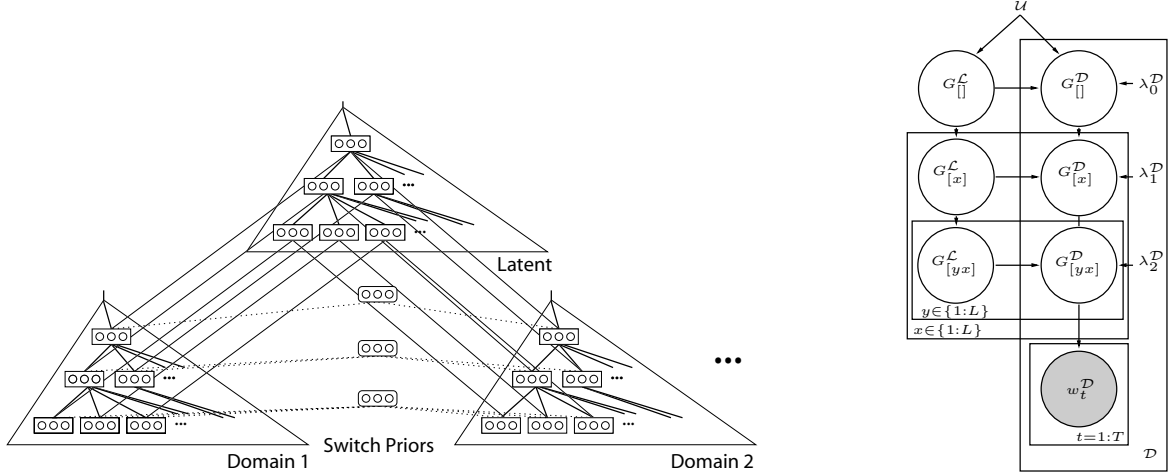 Latent
Domain 1
Switch Priors
Domain 2
𝒰
G^ℒ_{[]}
G^𝒟_{[]}
λ^𝒟_0
G^ℒ_{[x]}
G^𝒟_{[x]}
λ^𝒟_1
G^ℒ_{[yx]}
G^𝒟_{[yx]}
λ^𝒟_2
y∈{1:L}
x∈{1:L}
w^𝒟_t
t=1:T
𝒟